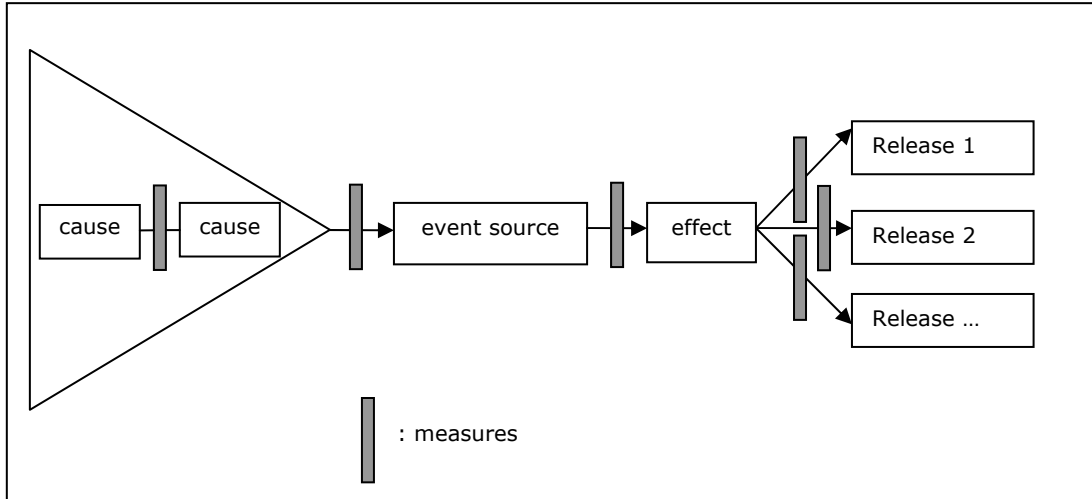 cause
cause
event source
effect
Release 1
Release 2
Release …
: measures